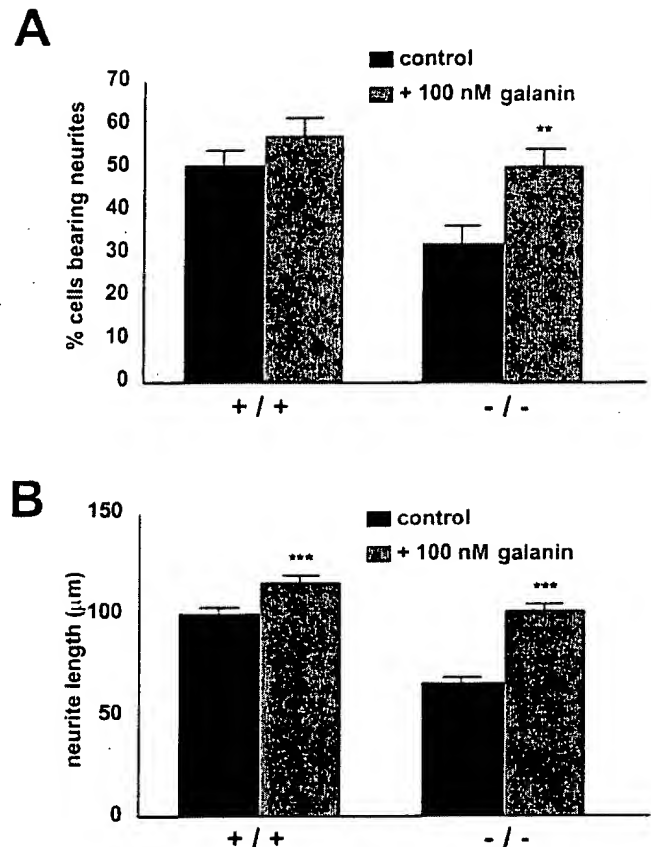 A
control
+ 100 nM galanin
% cells bearing neurites
70
60
50
40
30
20
10
0
**
+ / +
- / -
B
control
+ 100 nM galanin
neurite length (μm)
150
100
50
0
***
***
+ / +
- / -